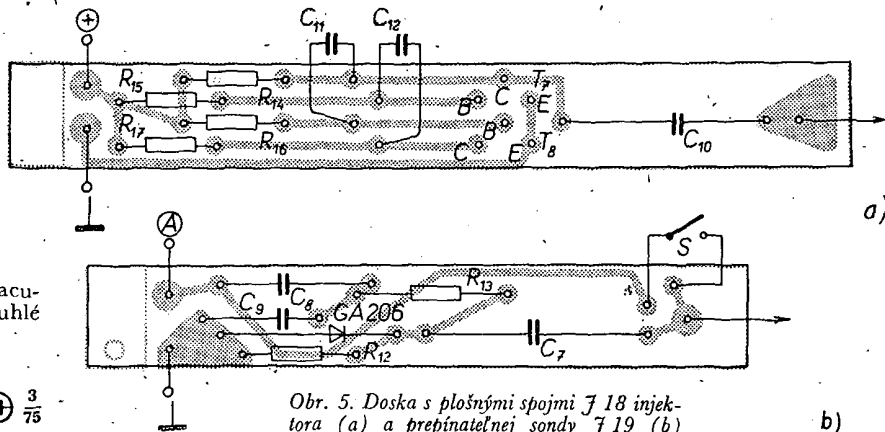 C11 C12
+
R15 R14 T7
B C E
R17 R16 B T8
C E C10
a)
A
S
C9 C8 R13
GA206
R12 C7
acu-
uhlé
+ 3/75
Obr. 5. Doska s plošnými spojmi J 18 injek-
tora (a) a prepínateľnej sondy J 19 (b)
b)